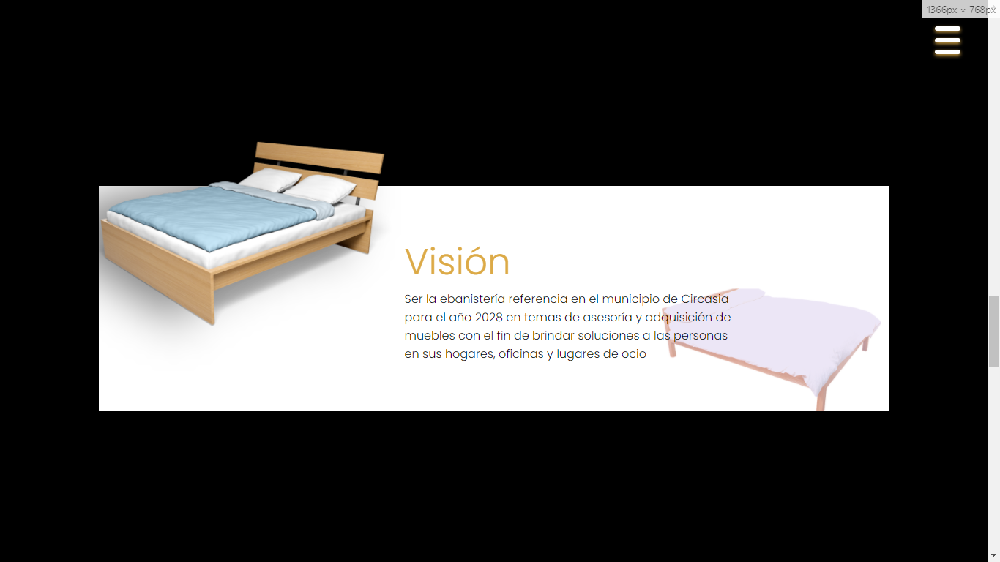 1366px × 768px
Visión
Ser la ebanistería referencia en el municipio de Circasia
para el año 2028 en temas de asesoría y adquisición de
muebles con el fin de brindar soluciones a las personas
en sus hogares, oficinas y lugares de ocio